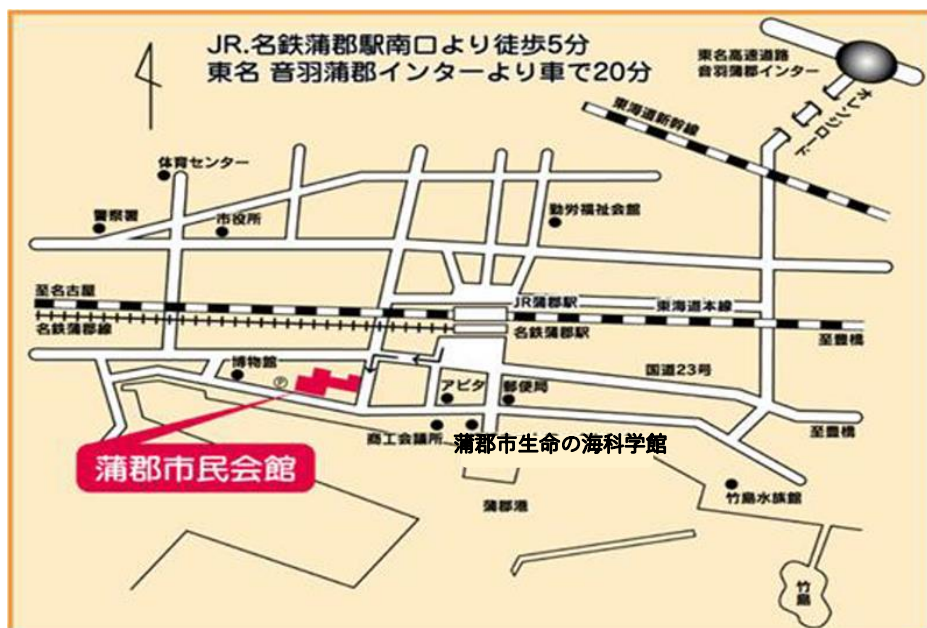 JR.名鉄蒲郡駅南口より徒歩5分
東名 音羽蒲郡インターより車で20分
東名高速道路
音羽蒲郡インター
オレンジロード
東海道新幹線
体育センター
警察署
市役所
勤労福祉会館
至名古屋
JR蒲郡駅
東海道本線
名鉄蒲郡線
名鉄蒲郡駅
至豊橋
博物館
国道23号
P
アピタ
郵便局
商工会議所
蒲郡市生命の海科学館
至豊橋
蒲郡市民会館
竹島水族館
蒲郡港
竹島